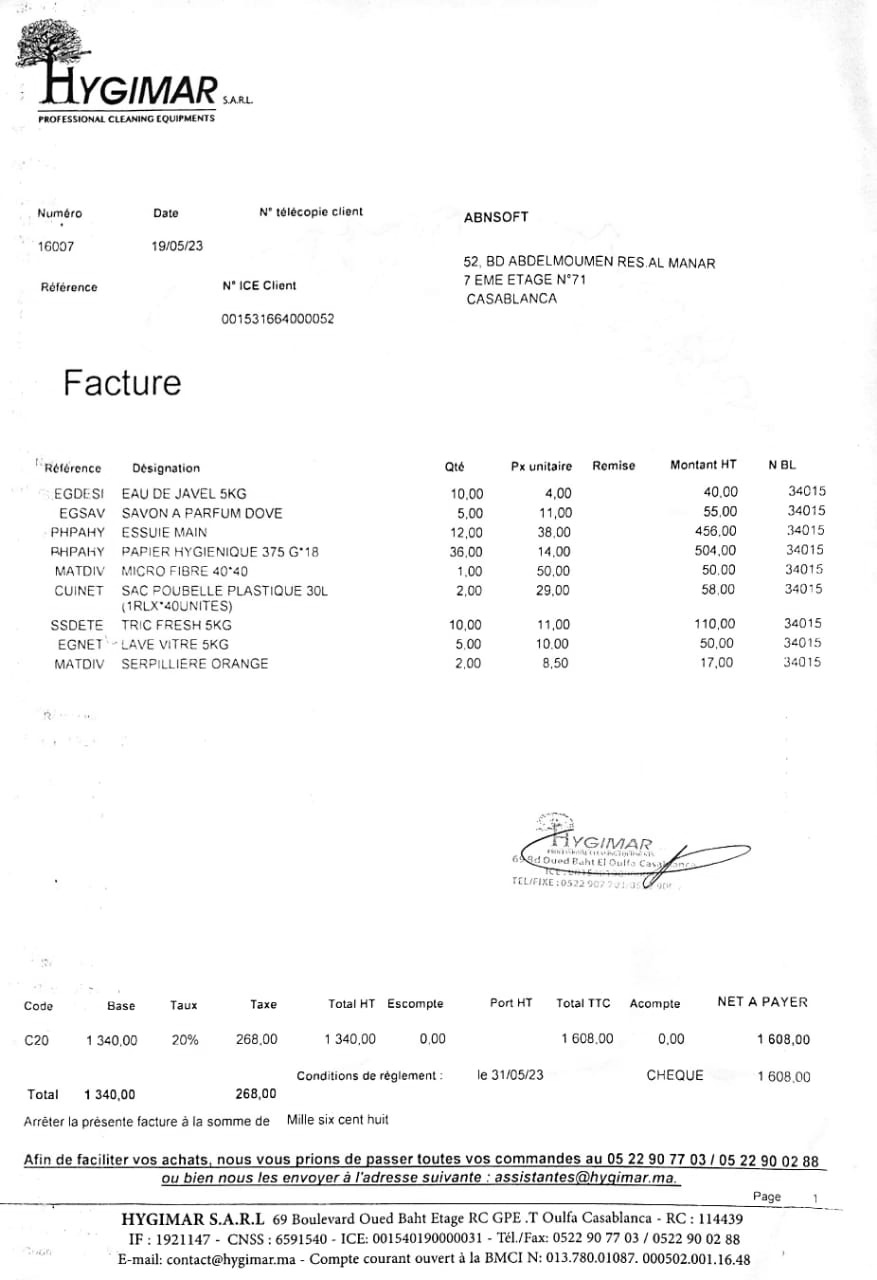 HYGIMAR S.A.R.L.
PROFESSIONAL CLEANING EQUIPMENTS
Numéro Date N° télécopie client
16007 19/05/23
Référence N° ICE Client
001531664000052
ABNSOFT
52, BD ABDELMOUMEN RES.AL MANAR
7 EME ETAGE N°71
CASABLANCA
Facture
Référence Désignation Qté Px unitaire Remise Montant HT N BL
EGDESI EAU DE JAVEL 5KG 10,00 4,00 40,00 34015
EGSAV SAVON A PARFUM DOVE 5,00 11,00 55,00 34015
PHPAHY ESSUIE MAIN 12,00 38,00 456,00 34015
PHPAHY PAPIER HYGIENIQUE 375 G*18 36,00 14,00 504,00 34015
MATDIV MICRO FIBRE 40*40 1,00 50,00 50,00 34015
CUINET SAC POUBELLE PLASTIQUE 30L 2,00 29,00 58,00 34015
(1RLX*40UNITES)
SSDETE TRIC FRESH 5KG 10,00 11,00 110,00 34015
EGNET LAVE VITRE 5KG 5,00 10,00 50,00 34015
MATDIV SERPILLIERE ORANGE 2,00 8,50 17,00 34015
HYGIMAR
69 Bd Oued Baht El Oulfa
TEL/FIXE : 0522 907
Code Base Taux Taxe Total HT Escompte Port HT Total TTC Acompte NET A PAYER
C20 1 340,00 20% 268,00 1 340,00 0,00 1 608,00 0,00 1 608,00
Conditions de règlement : le 31/05/23 CHEQUE 1 608,00
Total 1 340,00 268,00
Arrêter la présente facture à la somme de Mille six cent huit
Afin de faciliter vos achats, nous vous prions de passer toutes vos commandes au 05 22 90 77 03 / 05 22 90 02 88
ou bien nous les envoyer à l'adresse suivante : assistantes@hygimar.ma.
Page 1
HYGIMAR S.A.R.L 69 Boulevard Oued Baht Etage RC GPE .T Oulfa Casablanca - RC : 114439
IF : 1921147 - CNSS : 6591540 - ICE: 001540190000031 - Tél./Fax: 0522 90 77 03 / 0522 90 02 88
E-mail: contact@hygimar.ma - Compte courant ouvert à la BMCI N: 013.780.01087. 000502.001.16.48